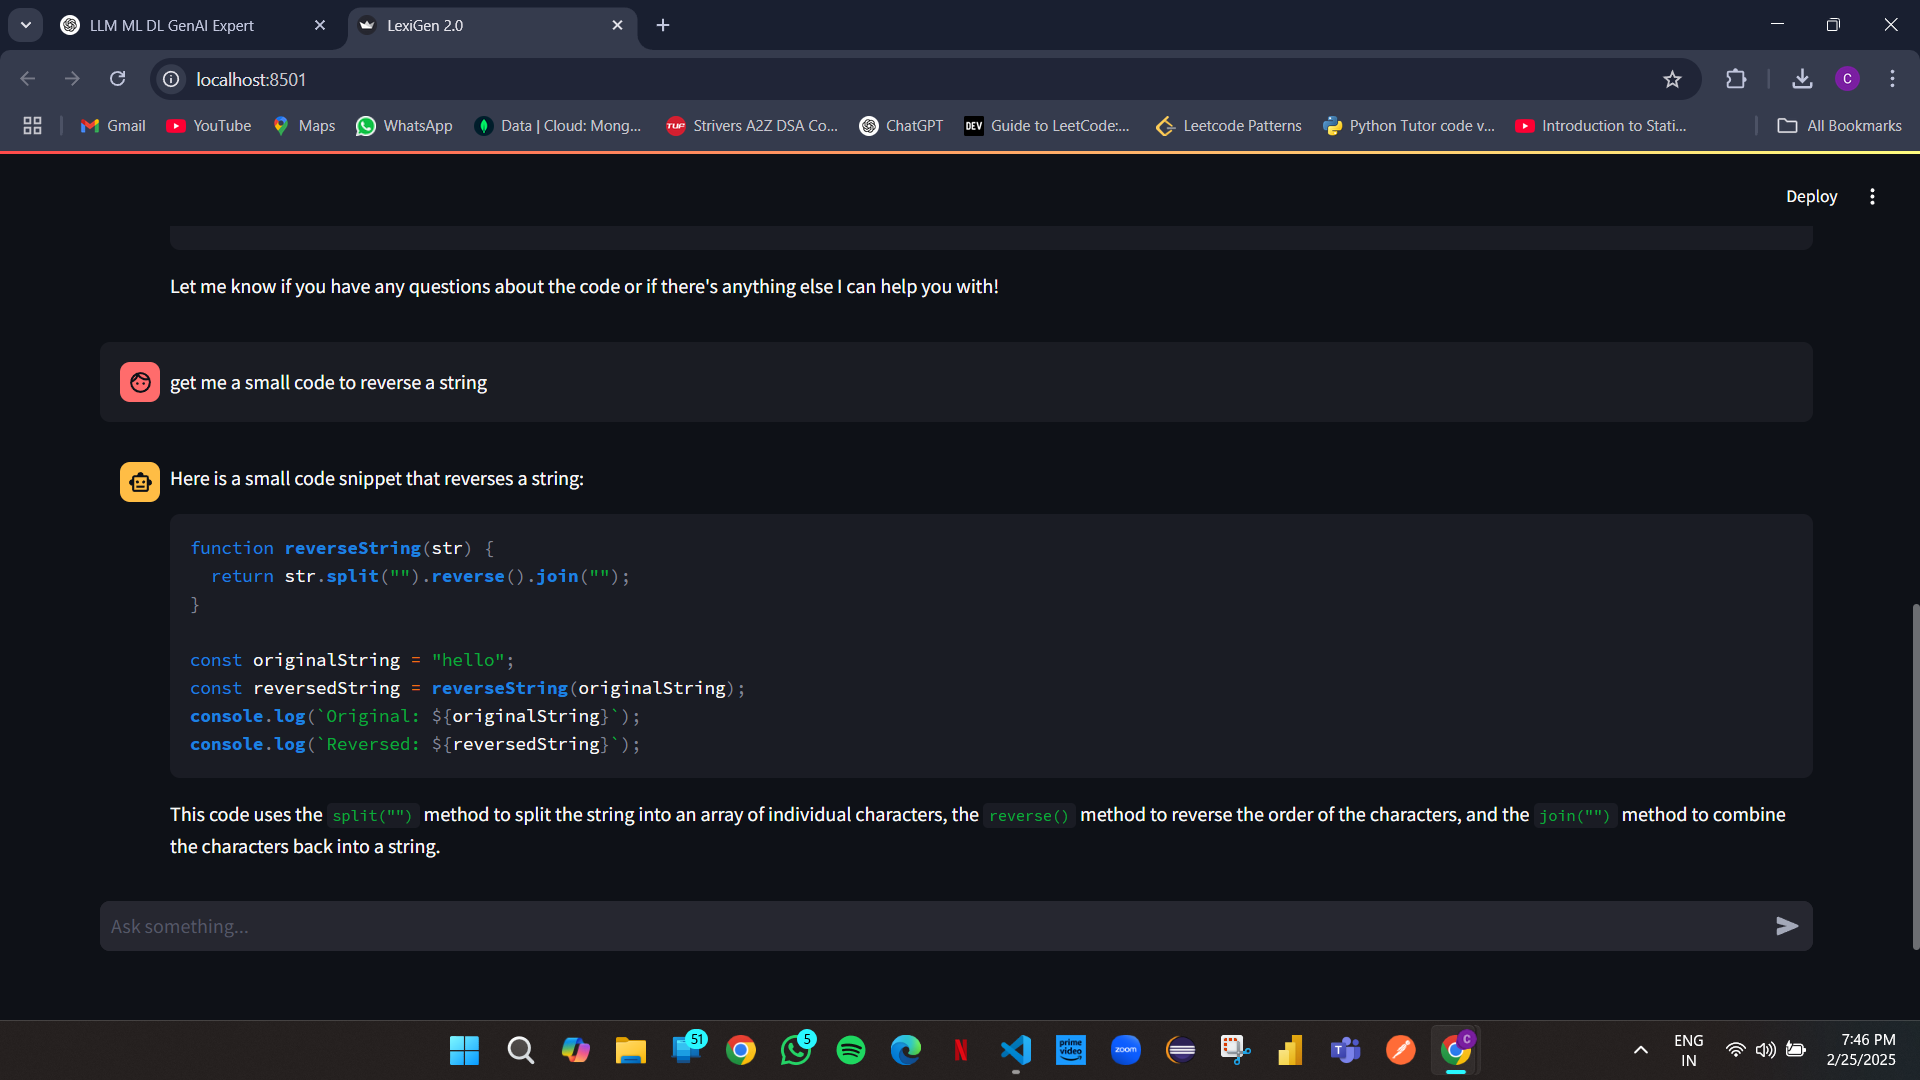 LLM ML DL GenAI Expert
LexiGen 2.0
localhost:8501
C
Gmail
YouTube
Maps
WhatsApp
Data | Cloud: Mong...
TUF
Strivers A2Z DSA Co...
ChatGPT
DEV
Guide to LeetCode:...
Leetcode Patterns
Python Tutor code v...
Introduction to Stati...
All Bookmarks
Deploy
Let me know if you have any questions about the code or if there's anything else I can help you with!
get me a small code to reverse a string
Here is a small code snippet that reverses a string:
function reverseString(str) {
  return str.split("").reverse().join("");
}
const originalString = "hello";
const reversedString = reverseString(originalString);
console.log(`Original: ${originalString}`);
console.log(`Reversed: ${reversedString}`);
This code uses the split("") method to split the string into an array of individual characters, the reverse() method to reverse the order of the characters, and the join("") method to combine
the characters back into a string.
Ask something...
51
5
N
prime video
zoom
T
C
ENG
IN
7:46 PM
2/25/2025